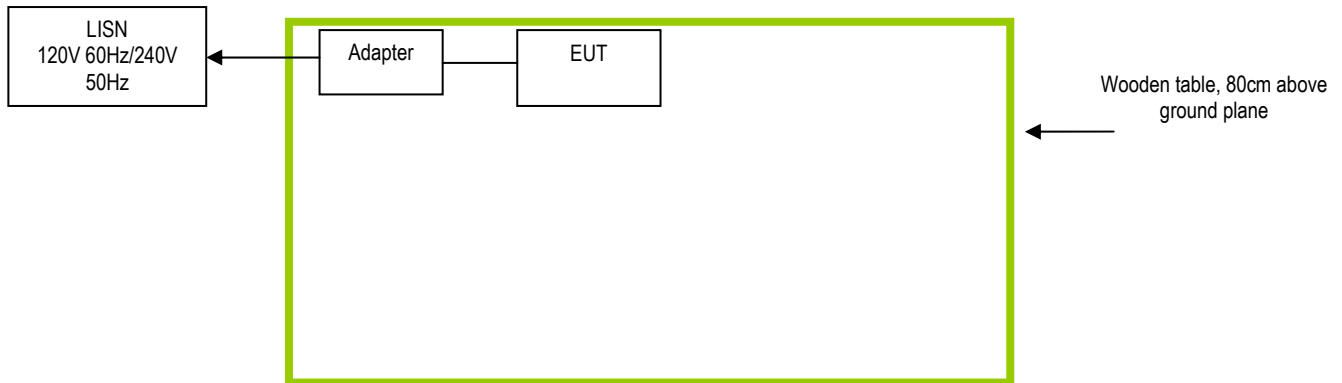 LISN
120V 60Hz/240V
50Hz
Adapter
EUT
Wooden table, 80cm above
ground plane